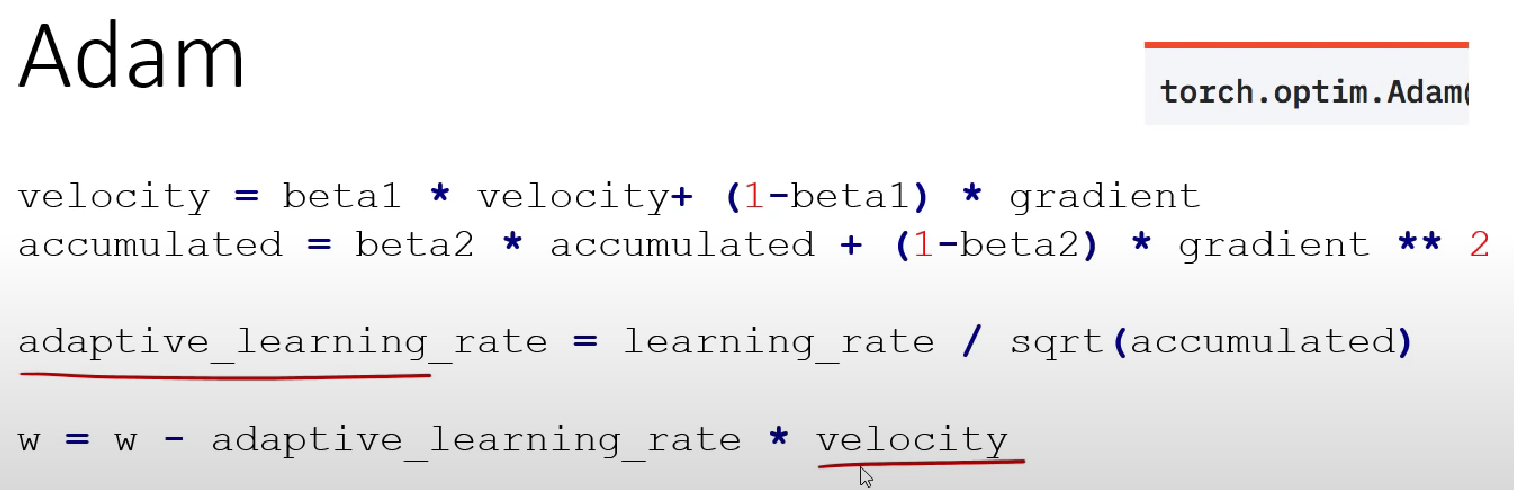 Adam
torch.optim.Adam(
velocity = beta1 * velocity+ (1-beta1) * gradient
accumulated = beta2 * accumulated + (1-beta2) * gradient ** 2
adaptive_learning_rate = learning_rate / sqrt(accumulated)
w = w - adaptive_learning_rate * velocity